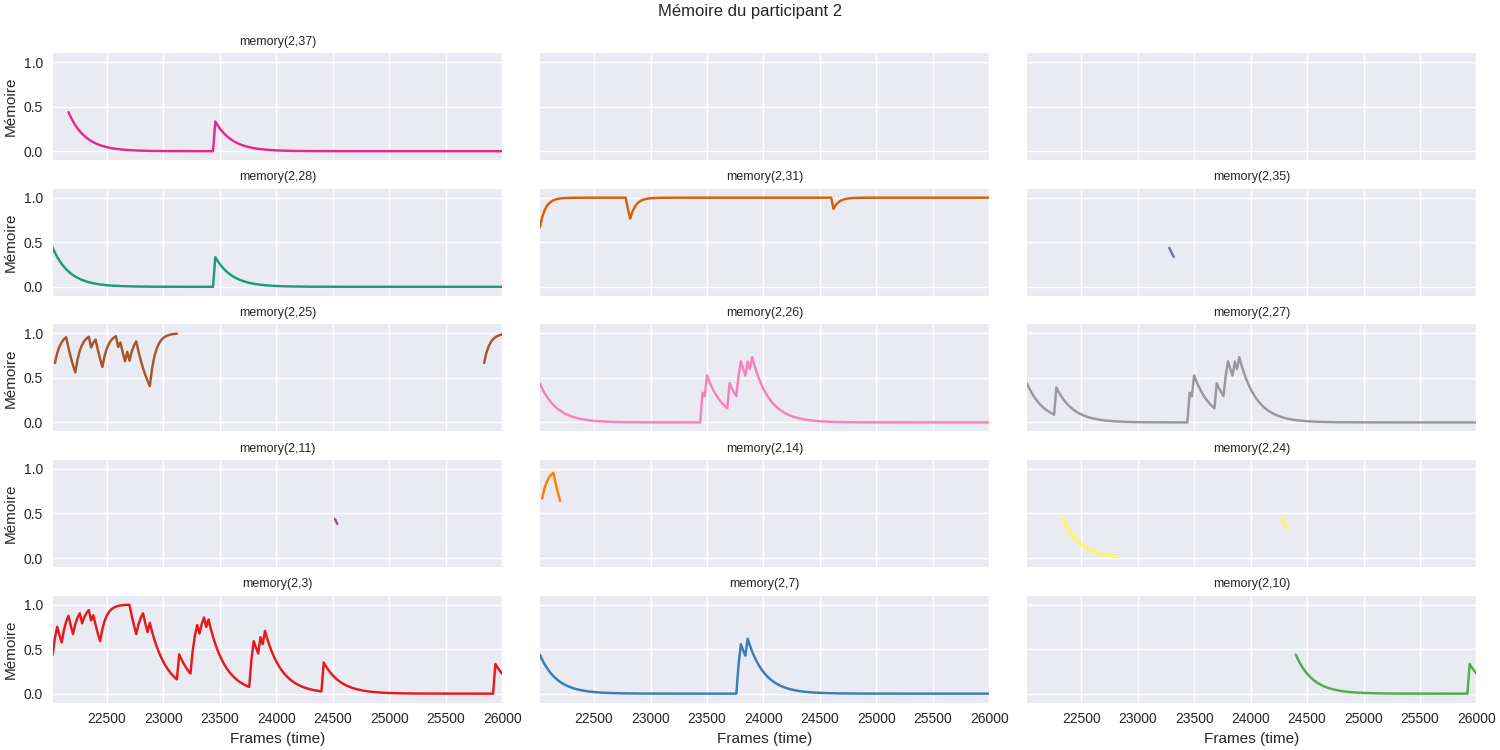 Mémoire du participant 2
memory(2,37)
Mémoire
1.0
0.5
0.0
memory(2,28) memory(2,31) memory(2,35)
Mémoire
1.0
0.5
0.0
memory(2,25) memory(2,26) memory(2,27)
Mémoire
1.0
0.5
0.0
memory(2,11) memory(2,14) memory(2,24)
Mémoire
1.0
0.5
0.0
memory(2,3) memory(2,7) memory(2,10)
Mémoire
1.0
0.5
0.0
22500 23000 23500 24000 24500 25000 25500 26000 22500 23000 23500 24000 24500 25000 25500 26000 22500 23000 23500 24000 24500 25000 25500 26000
Frames (time) Frames (time) Frames (time)